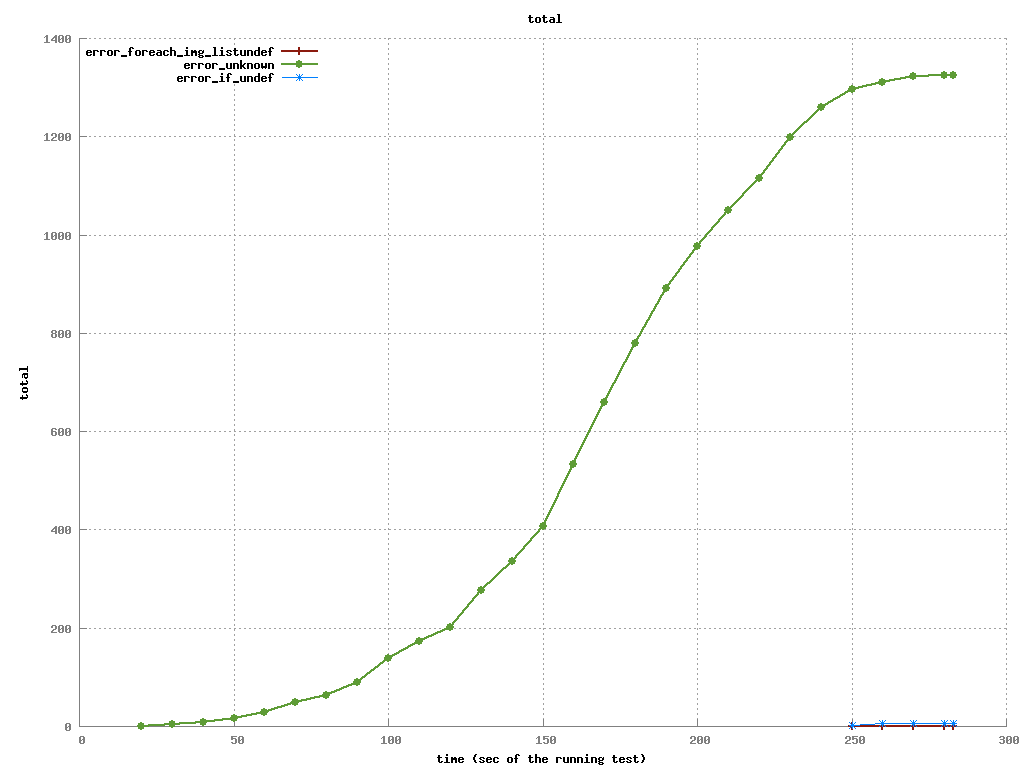 total
1400
error_foreach_img_listundef
error_unknown
error_if_undef
1200
1000
800
total
600
400
200
0
0 50 100 150 200 250 300
time (sec of the running test)